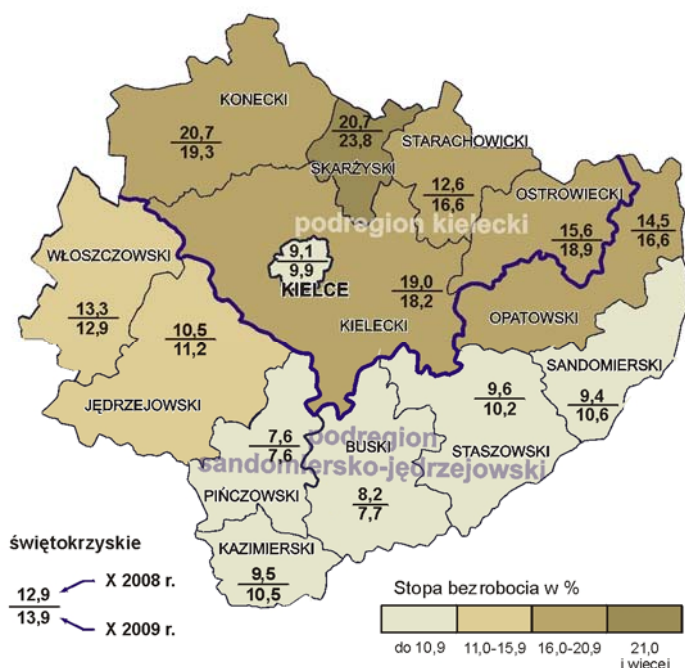 KONECKI
20,7
19,3
20,7
23,8
SKARŻYSKI
STARACHOWICKI
12,6
16,6
OSTROWIECKI
15,6
18,9
14,5
16,6
podregion kielecki
WŁOSZCZOWSKI
13,3
12,9
9,1
9,9
KIELCE
19,0
18,2
KIELECKI
OPATOWSKI
10,5
11,2
JĘDRZEJOWSKI
SANDOMIERSKI
9,4
10,6
9,6
10,2
STASZOWSKI
7,6
7,6
PIŃCZOWSKI
podregion
sandomiersko-jędrzejowski
BUSKI
8,2
7,7
KAZIMIERSKI
9,5
10,5
świętokrzyskie
12,9
13,9
X 2008 r.
X 2009 r.
Stopa bezrobocia w %
do 10,9
11,0-15,9
16,0-20,9
21,0
i więcej